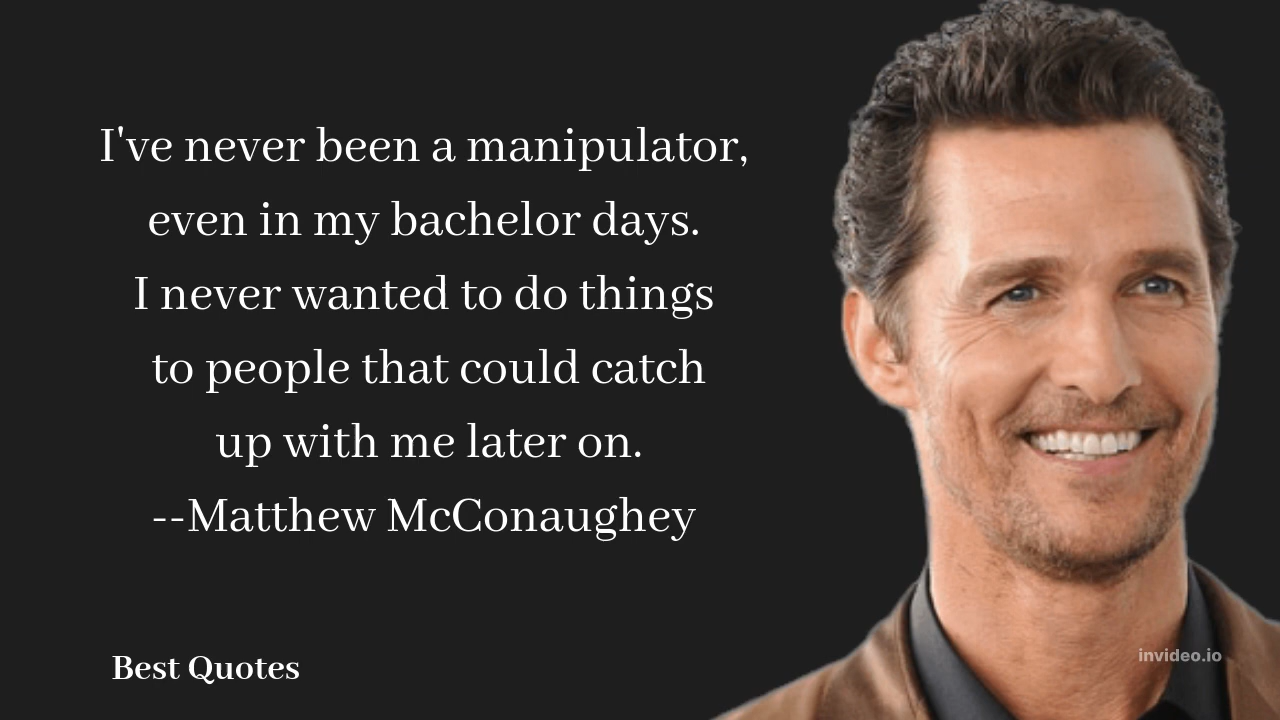 I've never been a manipulator,
even in my bachelor days.
I never wanted to do things
to people that could catch
up with me later on.
--Matthew McConaughey
Best Quotes
invideo.io